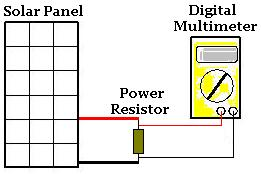 Solar Panel
Digital
Multimeter
Power
Resistor